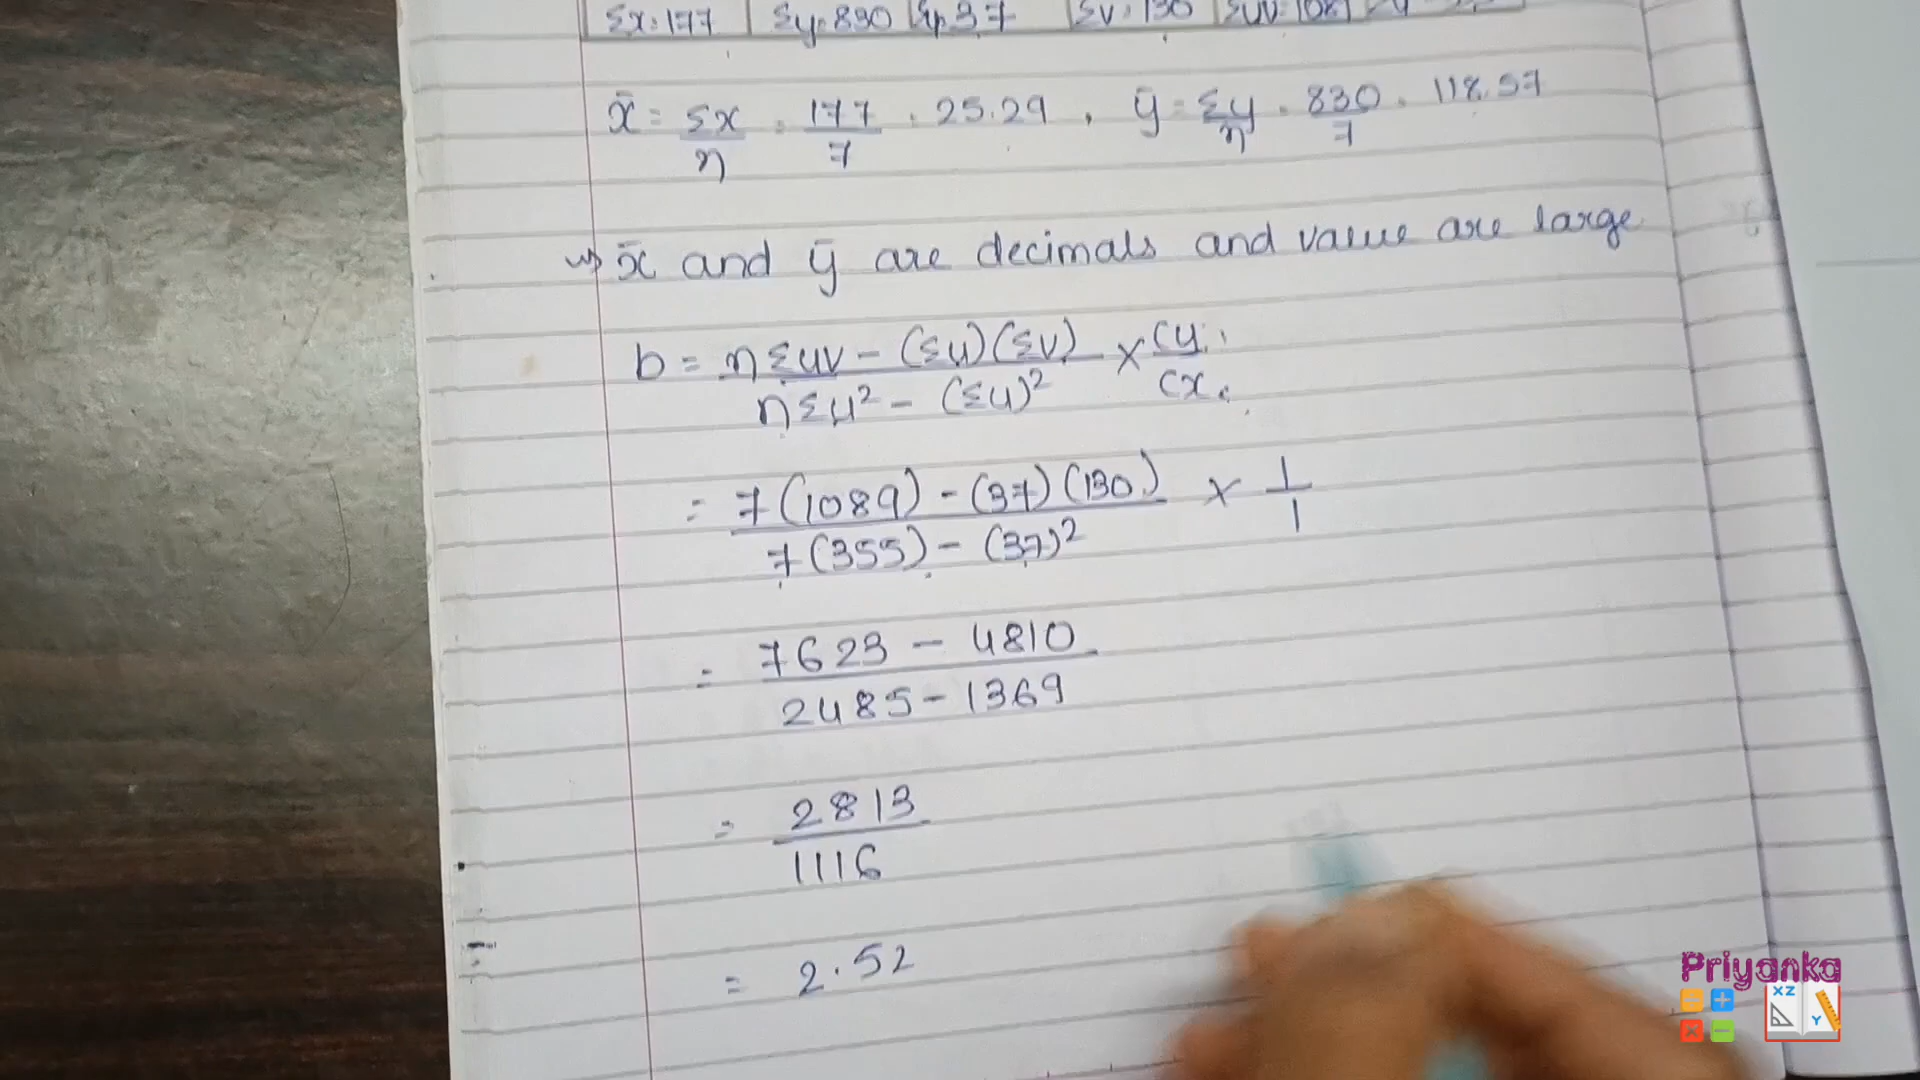 Σx=177 Σy=830 Σu=37 Σv=130 Σuv=1089
x̄ = Σx/n = 177/7 = 25.29, ȳ = Σy/n = 830/7 = 118.57
⇒ x̄ and ȳ are decimals and value are large
b = nΣuv − (Σu)(Σv) / nΣu² − (Σu)² × Cy / Cx
= 7(1089) − (37)(130) / 7(355) − (37)² × 1/1
= 7623 − 4810 / 2485 − 1369
= 2813 / 1116
= 2.52
Priyanka
XZ
Y